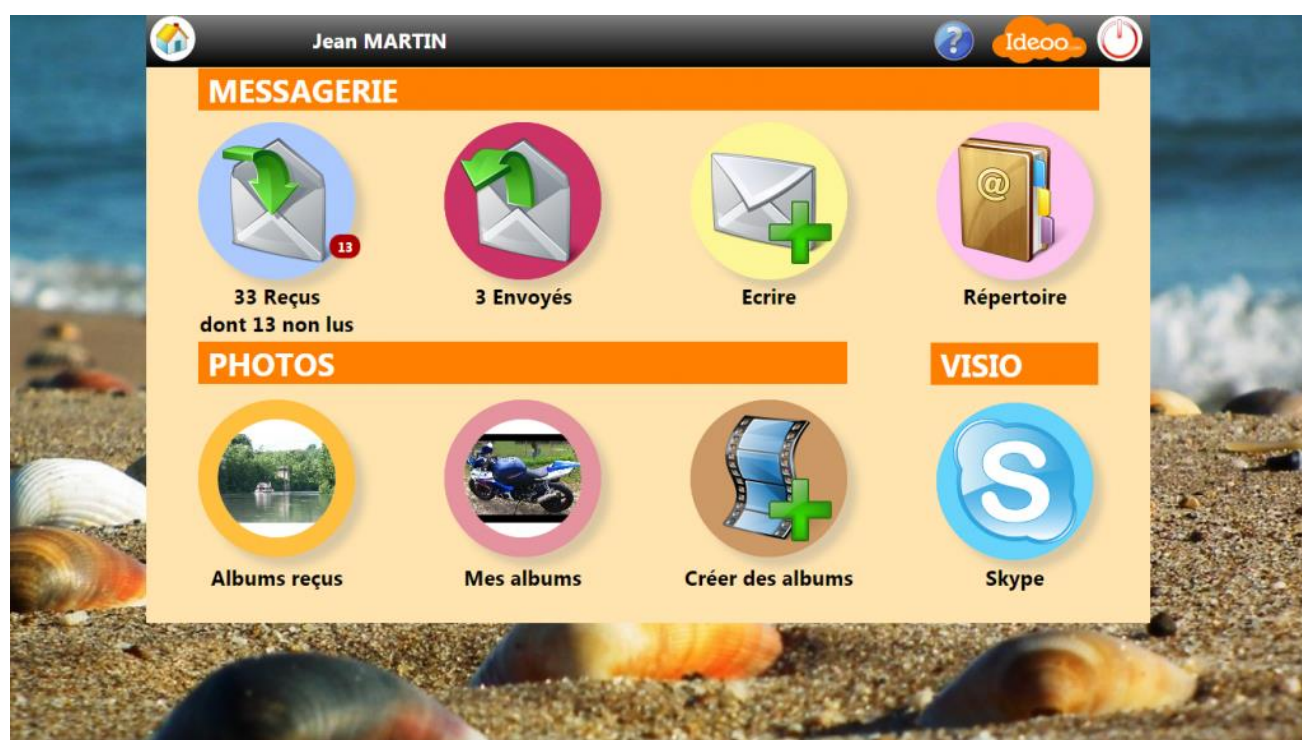 Jean MARTIN
?
Ideoo
MESSAGERIE
13
@
33 Reçus
dont 13 non lus
3 Envoyés
Ecrire
Répertoire
PHOTOS
VISIO
S
Albums reçus
Mes albums
Créer des albums
Skype